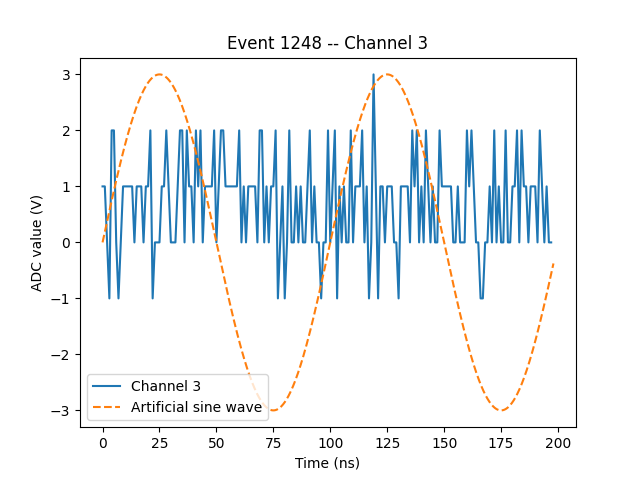 Event 1248 -- Channel 3
ADC value (V)
3
2
1
0
−1
−2
−3
Channel 3
Artificial sine wave
0 25 50 75 100 125 150 175 200
Time (ns)